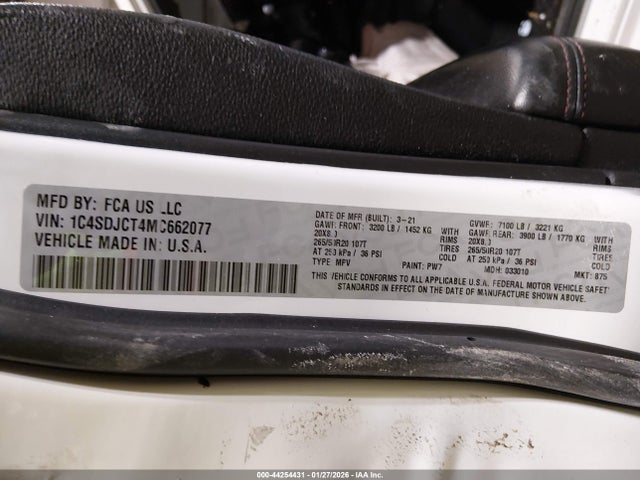 MFD BY: FCA US LLC
VIN: 1C4SDJCT4MC662077
VEHICLE MADE IN: U.S.A.
DATE OF MFR (BUILT): 3-21
GVWR: 7100 LB / 3221 KG
GAWR FRONT: 3200 LB / 1452 KG WITH
GAWR REAR: 3900 LB / 1770 KG WITH
20X8.0 RIMS
20X8.0 RIMS
265/50R20 107T TIRES
265/50R20 107T TIRES
AT 250 kPa / 36 PSI COLD
AT 250 kPa / 36 PSI COLD
TYPE: MPV PAINT: PW7 MDH: 033010 MKT: 875
THIS VEHICLE CONFORMS TO ALL APPLICABLE U.S.A. FEDERAL MOTOR VEHICLE SAFETY
STANDARDS IN EFFECT ON THE DATE OF MANUFACTURE SHOWN ABOVE.
000-44254431 - 01/27/2026 - IAAI, Inc.